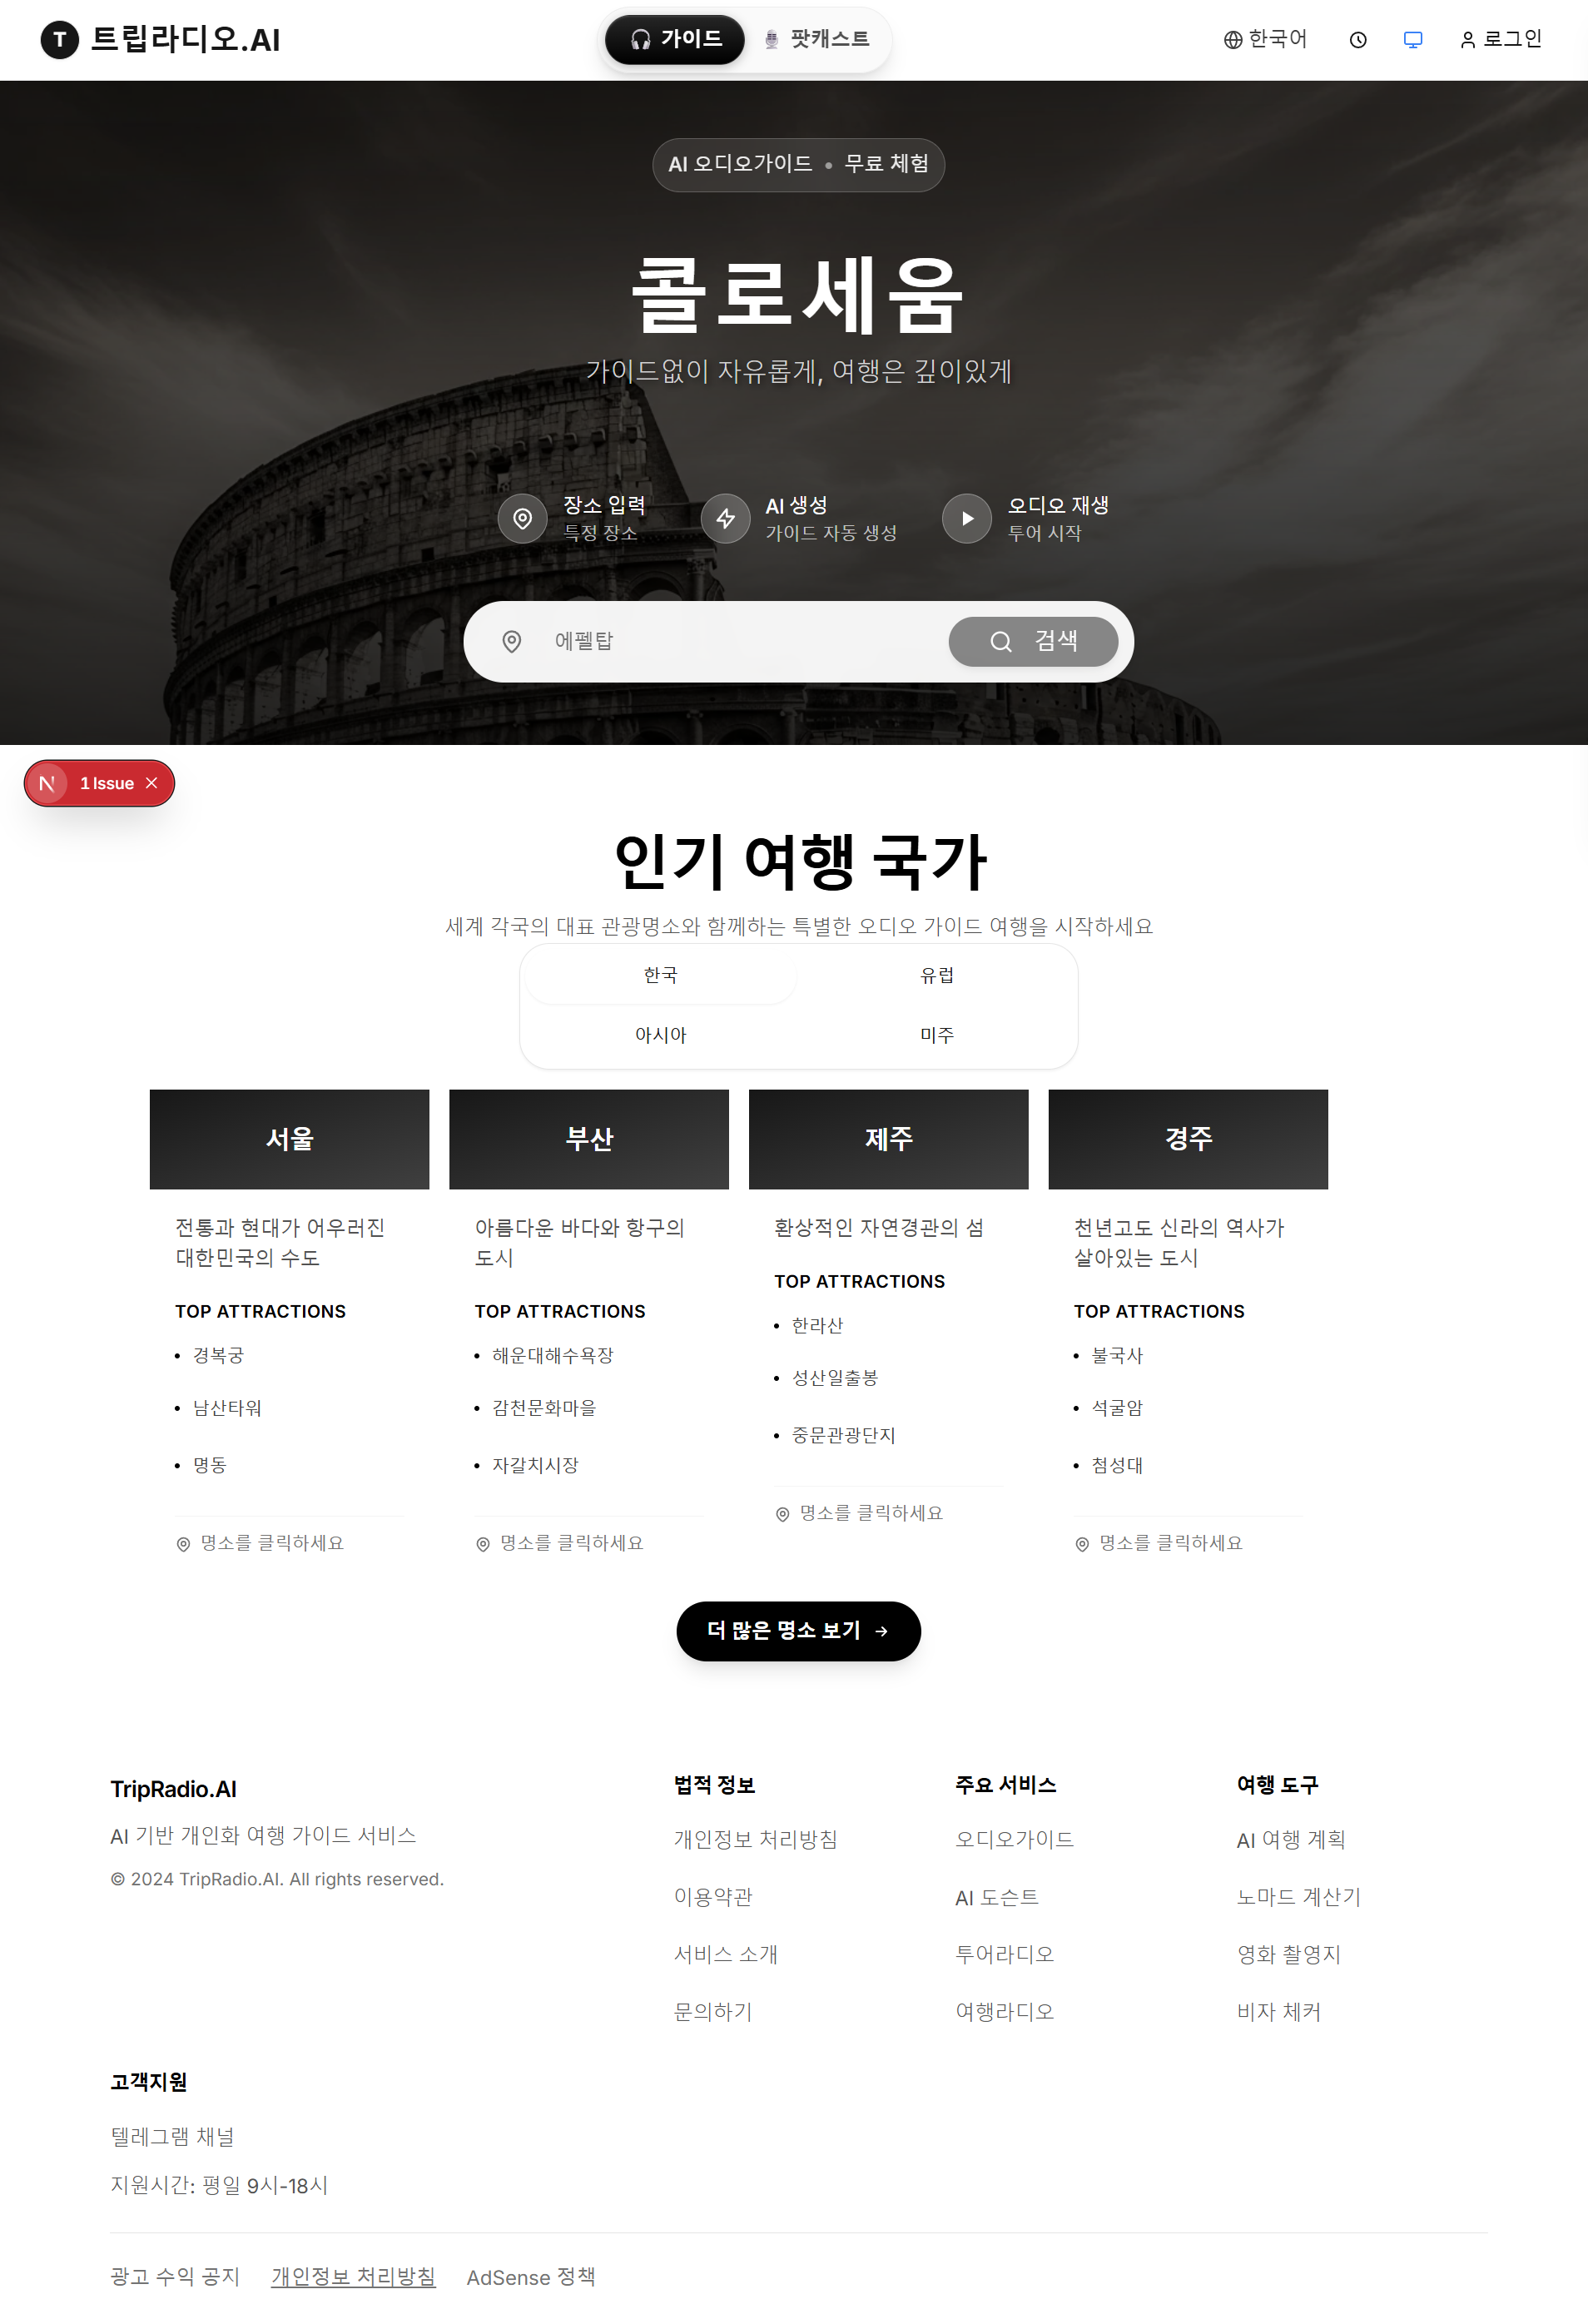 T 트립라디오.AI
가이드
팟캐스트
한국어
로그인
AI 오디오가이드 • 무료 체험
콜로세움
가이드없이 자유롭게, 여행은 깊이있게
장소 입력
특정 장소
AI 생성
가이드 자동 생성
오디오 재생
투어 시작
에펠탑
검색
N 1 Issue
인기 여행 국가
세계 각국의 대표 관광명소와 함께하는 특별한 오디오 가이드 여행을 시작하세요
한국
유럽
아시아
미주
서울
전통과 현대가 어우러진
대한민국의 수도
TOP ATTRACTIONS
• 경복궁
• 남산타워
• 명동
명소를 클릭하세요
부산
아름다운 바다와 항구의
도시
TOP ATTRACTIONS
• 해운대해수욕장
• 감천문화마을
• 자갈치시장
명소를 클릭하세요
제주
환상적인 자연경관의 섬
TOP ATTRACTIONS
• 한라산
• 성산일출봉
• 중문관광단지
명소를 클릭하세요
경주
천년고도 신라의 역사가
살아있는 도시
TOP ATTRACTIONS
• 불국사
• 석굴암
• 첨성대
명소를 클릭하세요
더 많은 명소 보기 →
TripRadio.AI
AI 기반 개인화 여행 가이드 서비스
© 2024 TripRadio.AI. All rights reserved.
법적 정보
개인정보 처리방침
이용약관
서비스 소개
문의하기
주요 서비스
오디오가이드
AI 도슨트
투어라디오
여행라디오
여행 도구
AI 여행 계획
노마드 계산기
영화 촬영지
비자 체커
고객지원
텔레그램 채널
지원시간: 평일 9시-18시
광고 수익 공지
개인정보 처리방침
AdSense 정책